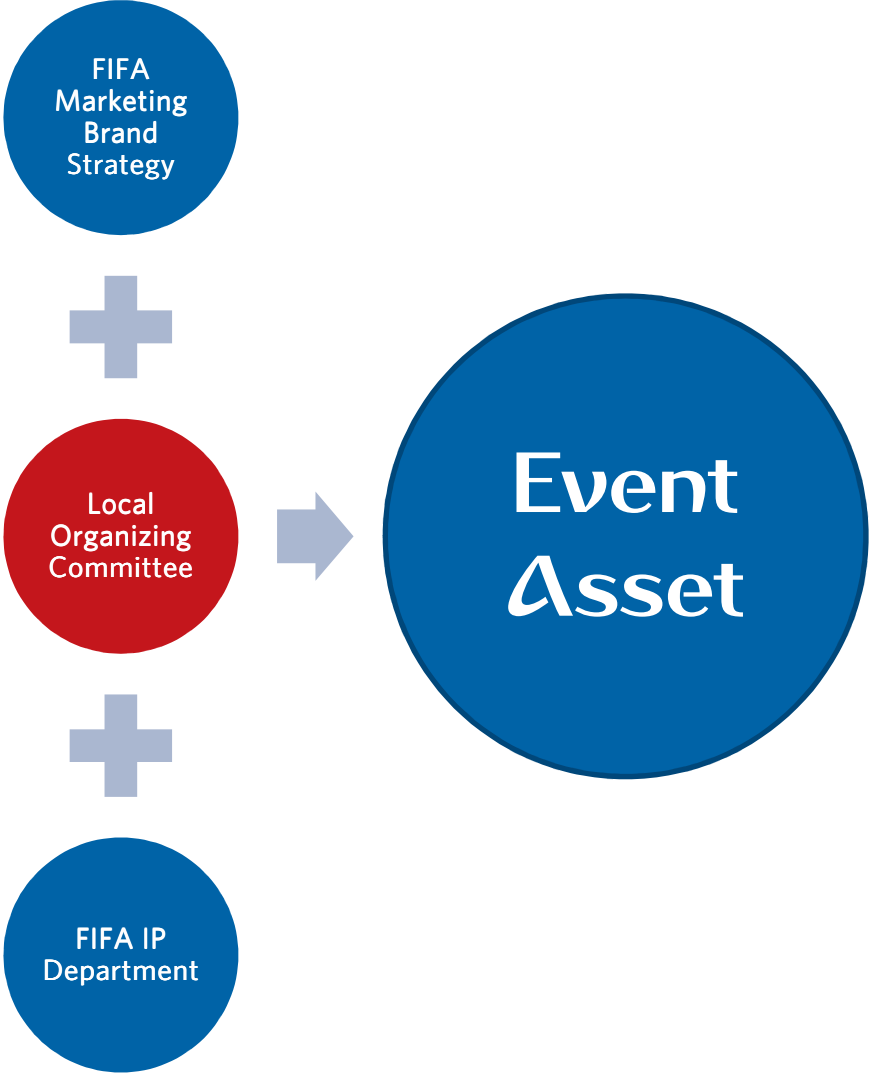 FIFA
Marketing
Brand
Strategy
Local
Organizing
Committee
Event
Asset
FIFA IP
Department